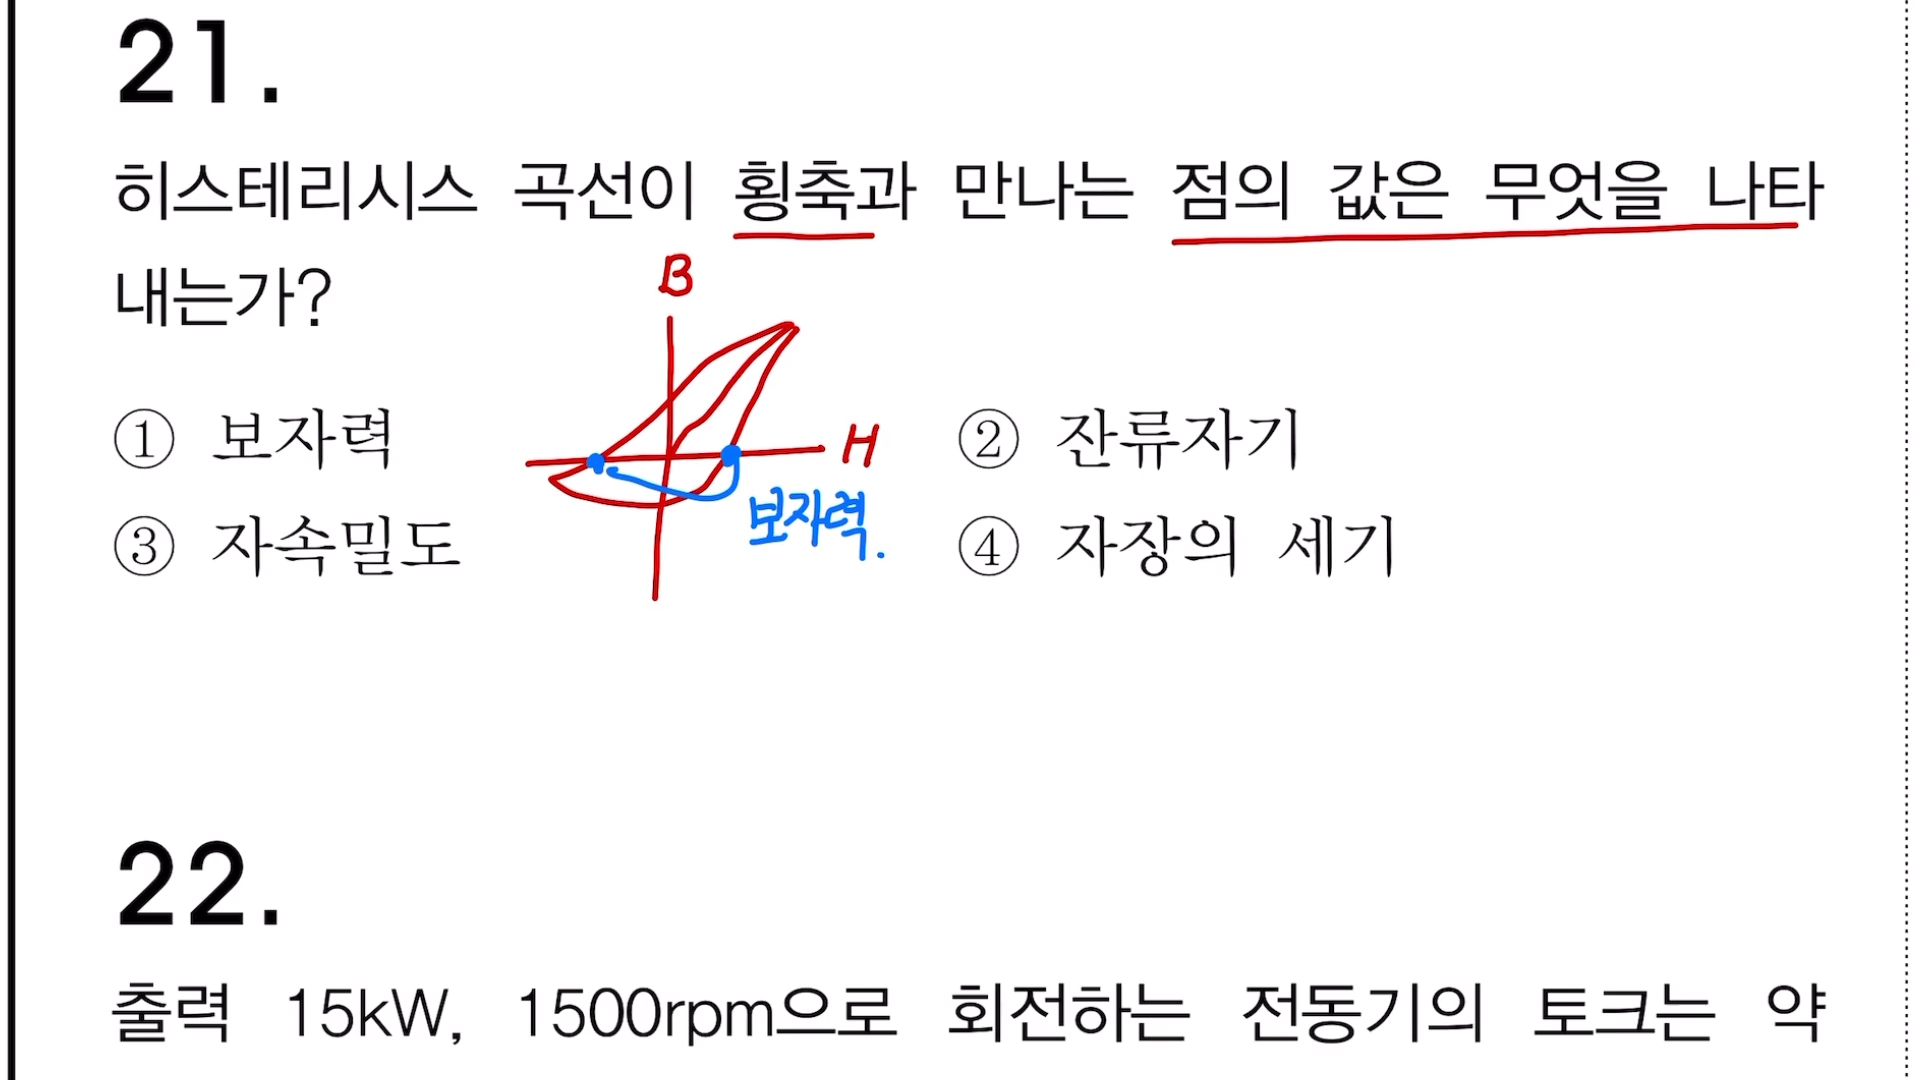 21.
히스테리시스 곡선이 횡축과 만나는 점의 값은 무엇을 나타
내는가?
B
① 보자력
H
② 잔류자기
보자력.
③ 자속밀도
④ 자장의 세기
22.
출력 15kW, 1500rpm으로 회전하는 전동기의 토크는 약